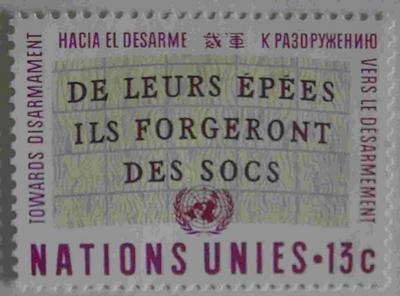 TOWARDS DISARMAMENT
HACIA EL DESARME 裁軍 К РАЗОРУЖЕНИЮ
VERS LE DÉSARMEMENT
DE LEURS ÉPÉES
ILS FORGERONT
DES SOCS
NATIONS UNIES • 13c